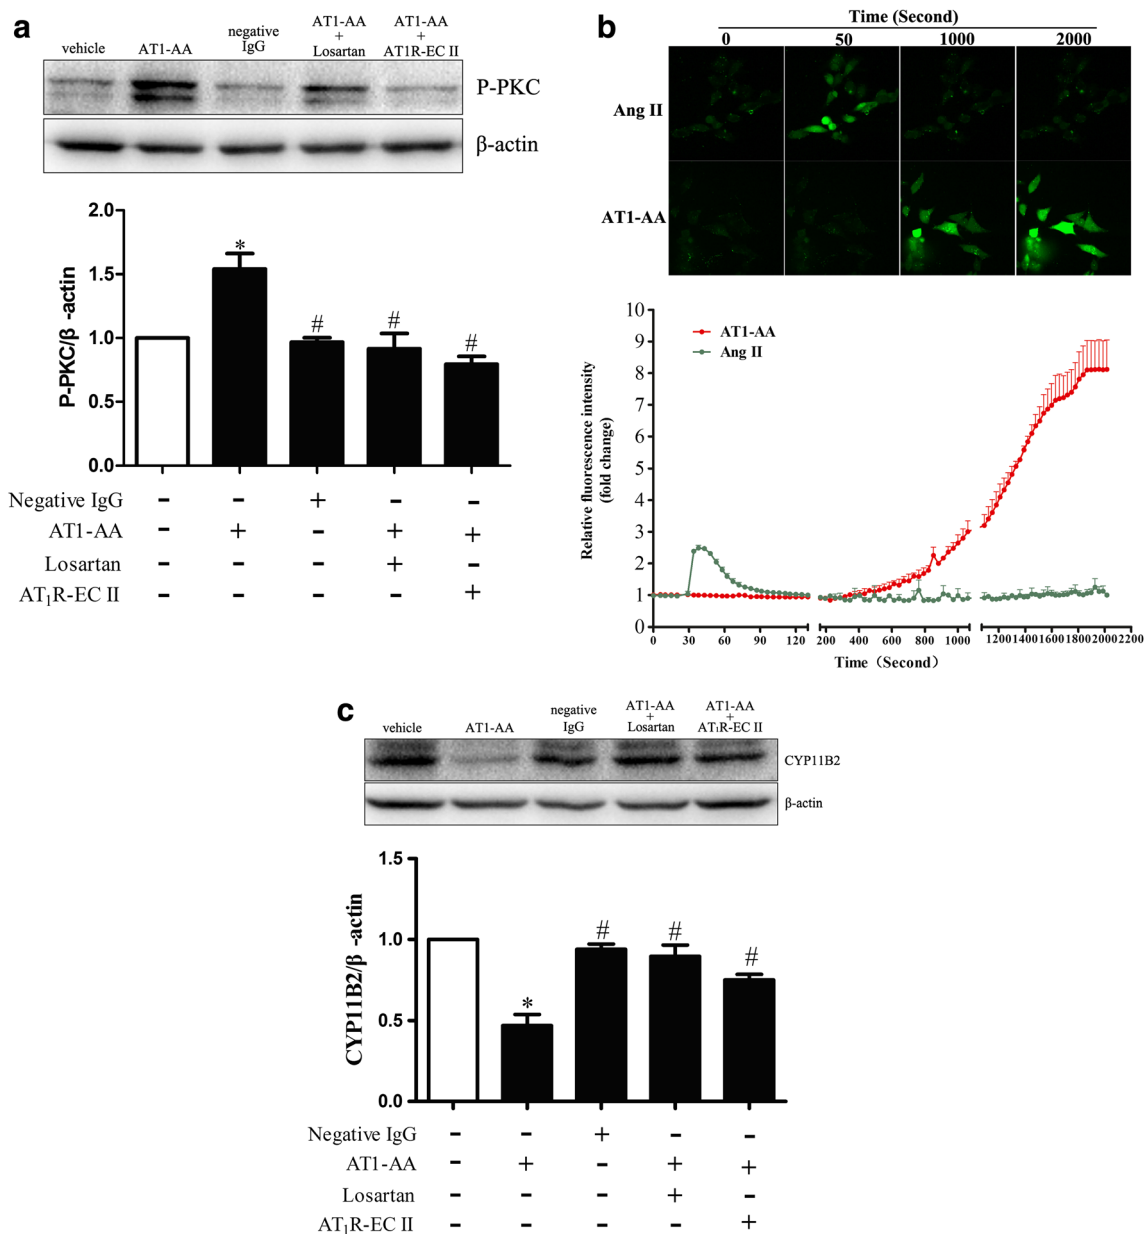 a
vehicle
AT1-AA
negative
IgG
AT1-AA
+
Losartan
AT1-AA
+
AT1R-EC II
P-PKC
β-actin
P-PKC/β -actin
2.0
1.5
1.0
0.5
0.0
*
#
#
#
Negative IgG - - + - -
AT1-AA - + - + +
Losartan - - - + -
AT₁R-EC II - - - - +
b
Time (Second)
0 50 1000 2000
Ang II
AT1-AA
Relative fluorescence intensity
(fold change)
10
9
8
7
6
5
4
3
2
1
0
AT1-AA
Ang II
0 30 60 90 120 200 400 600 800 1000 1200 1400 1600 1800 2000 2200
Time（Second）
c
vehicle
AT1-AA
negative
IgG
AT1-AA
+
Losartan
AT1-AA
+
AT₁R-EC II
CYP11B2
β-actin
CYP11B2/β -actin
1.5
1.0
0.5
0.0
*
#
#
#
Negative IgG - - + - -
AT1-AA - + - + +
Losartan - - - + -
AT₁R-EC II - - - - +